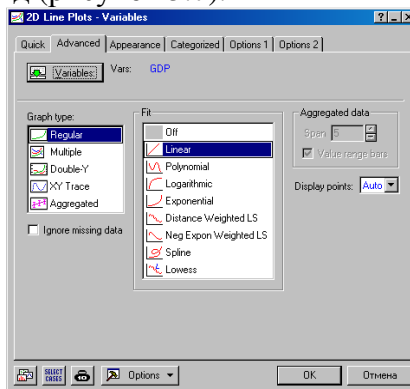 2D Line Plots - Variables
Quick Advanced Appearance Categorized Options 1 Options 2
Variables: Vars: GDP
Graph type:
Regular
Multiple
Double-Y
XY Trace
Aggregated
Ignore missing data
Fit
Off
Linear
Polynomial
Logarithmic
Exponential
Distance Weighted LS
Neg Expon Weighted LS
Spline
Lowess
Aggregated data
Span: 5
Value range bars
Display points: Auto
SELECT CASES Options OK Отмена